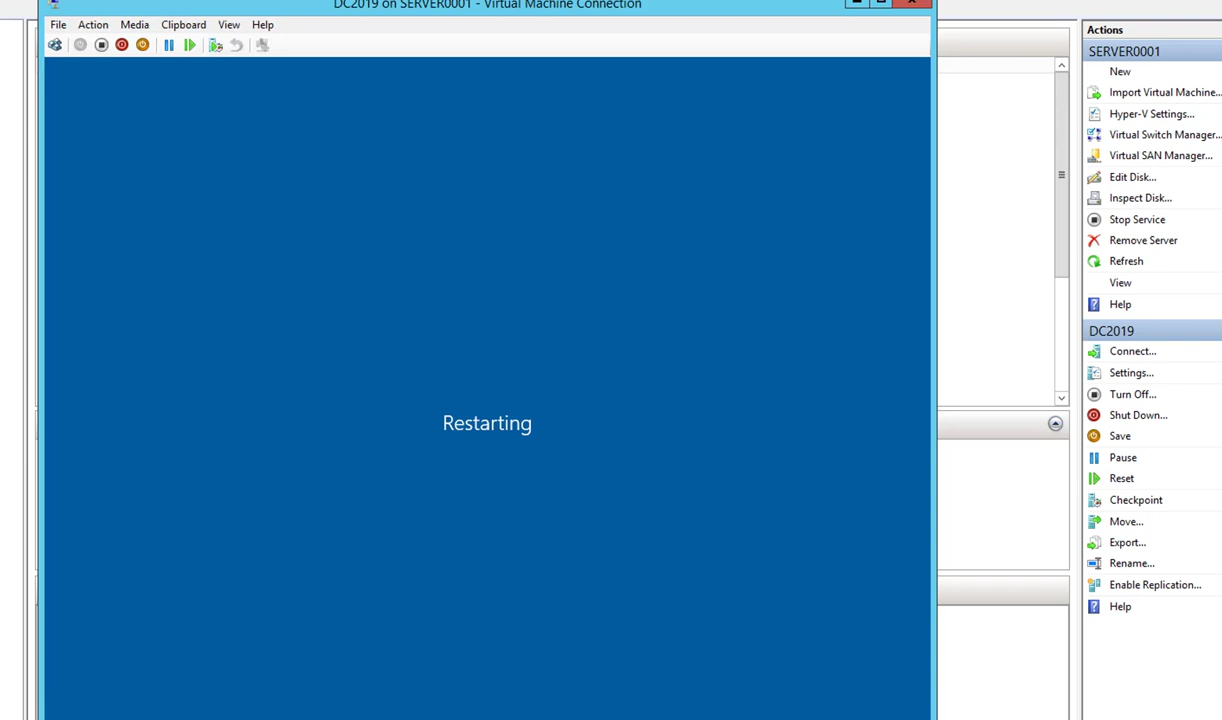 DC2019 on SERVER0001 - Virtual Machine Connection
File Action Media Clipboard View Help
Restarting
Actions
SERVER0001
New
Import Virtual Machine...
Hyper-V Settings...
Virtual Switch Manager...
Virtual SAN Manager...
Edit Disk...
Inspect Disk...
Stop Service
Remove Server
Refresh
View
Help
DC2019
Connect...
Settings...
Turn Off...
Shut Down...
Save
Pause
Reset
Checkpoint
Move...
Export...
Rename...
Enable Replication...
Help